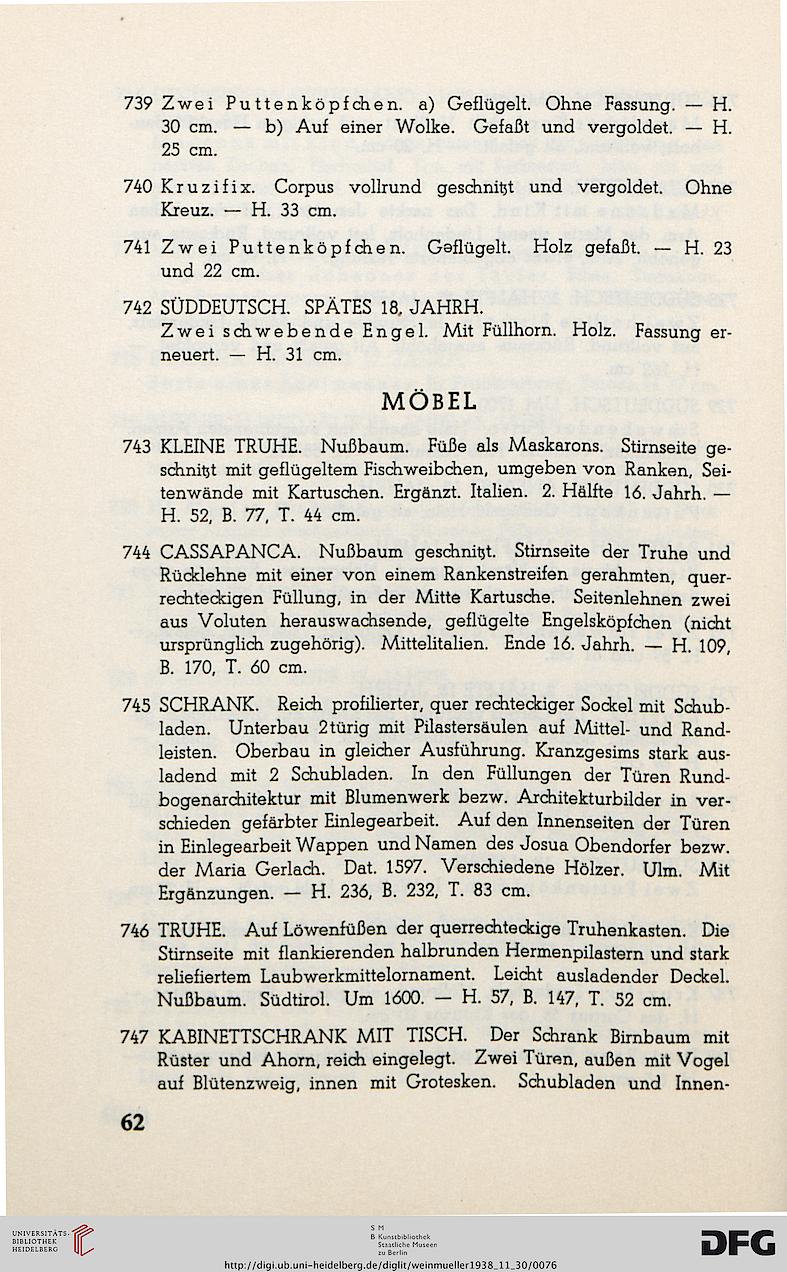 739 Zwei Puttenköpfchen. a) Geflügelt. Ohne Fassung. — H.
30 cm. — b) Auf einer Wolke. Gefaßt und vergoldet. — H.
25 cm.
740 Kruzifix. Corpus vollrund geschnitzt und vergoldet. Ohne
Kreuz. — H. 33 cm.
741 Zwei Puttenköpfchen. Geflügelt. Holz gefaßt. — H. 23
und 22 cm.
742 SÜDDEUTSCH. SPÄTES 18. JAHRH.
Zwei schwebende Engel. Mit Füllhorn. Holz. Fassung er-
neuert. — H. 31 cm.
MÖBEL
743 KLEINE TRUHE. Nußbaum. Füße als Maskarons. Stirnseite ge-
schnitzt mit geflügeltem Fischweibchen, umgeben von Ranken, Sei-
tenwände mit Kartuschen. Ergänzt. Italien. 2. Hälfte 16. Jahrh. —
H. 52, B. 77, T. 44 cm.
744 CASSAPANCA. Nußbaum geschnitzt. Stirnseite der Truhe und
Rücklehne mit einer von einem Rankenstreifen gerahmten, quer-
rechteckigen Füllung, in der Mitte Kartusche. Seitenlehnen zwei
aus Voluten herauswachsende, geflügelte Engelsköpfchen (nicht
ursprünglich zugehörig). Mittelitalien. Ende 16. Jahrh. — H. 109,
B. 170, T. 60 cm.
745 SCHRANK. Reich profilierter, quer rechteckiger Sockel mit Schub-
laden. Unterbau 2türig mit Pilastersäulen auf Mittel- und Rand-
leisten. Oberbau in gleicher Ausführung. Kranzgesims stark aus-
ladend mit 2 Schubladen. In den Füllungen der Türen Rund-
bogenarchitektur mit Blumenwerk bezw. Architekturbilder in ver-
schieden gefärbter Einlegearbeit. Auf den Innenseiten der Türen
in Einlegearbeit Wappen und Namen des Josua Obendorfer bezw.
der Maria Gerlach. Dat. 1597. Verschiedene Hölzer. Ulm. Mit
Ergänzungen. — H. 236, B. 232, T. 83 cm.
746 TRUHE. Auf Löwenfüßen der querrechteckige Truhenkasten. Die
Stirnseite mit flankierenden halbrunden Hermenpilastern und stark
reliefiertem Laubwerkmittelornament. Leicht ausladender Deckel.
Nußbaum. Südtirol. Um 1600. — H. 57, B. 147, T. 52 cm.
747 KABINETTSCHRANK MIT TISCH. Der Schrank Birnbaum mit
Rüster und Ahorn, reich eingelegt. Zwei Türen, außen mit Vogel
auf Blütenzweig, innen mit Grotesken. Schubladen und Innen-
62
UNIVERSITÄTS-
BIBLIOTHEK
HEIDELBERG
S M
B Kunstbibliothek
Staatliche Museen
zu Berlin
DFG
http://digi.ub.uni-heidelberg.de/diglit/weinmueller1938_11_30/0076